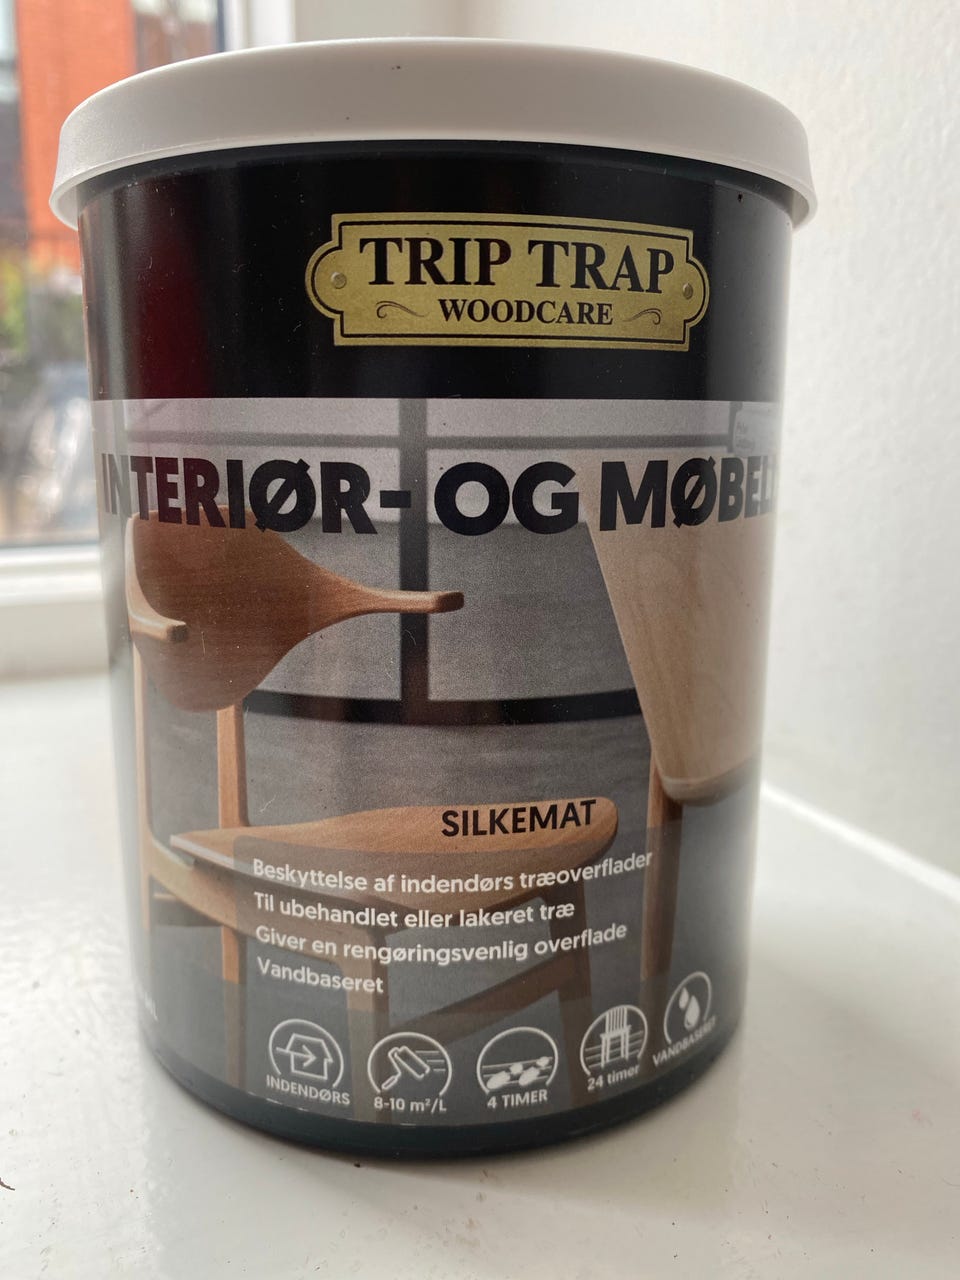 TRIP TRAP
WOODCARE
INTERIØR- OG
SILKEMAT
Beskyttelse af indendørs træoverflader
Til ubehandlet eller lakeret træ
Giver en rengøringsvenlig overflade
Vandbaseret
INDENDØRS
8-10 m²/L
4 TIMER
24 timer
VANDBASERET